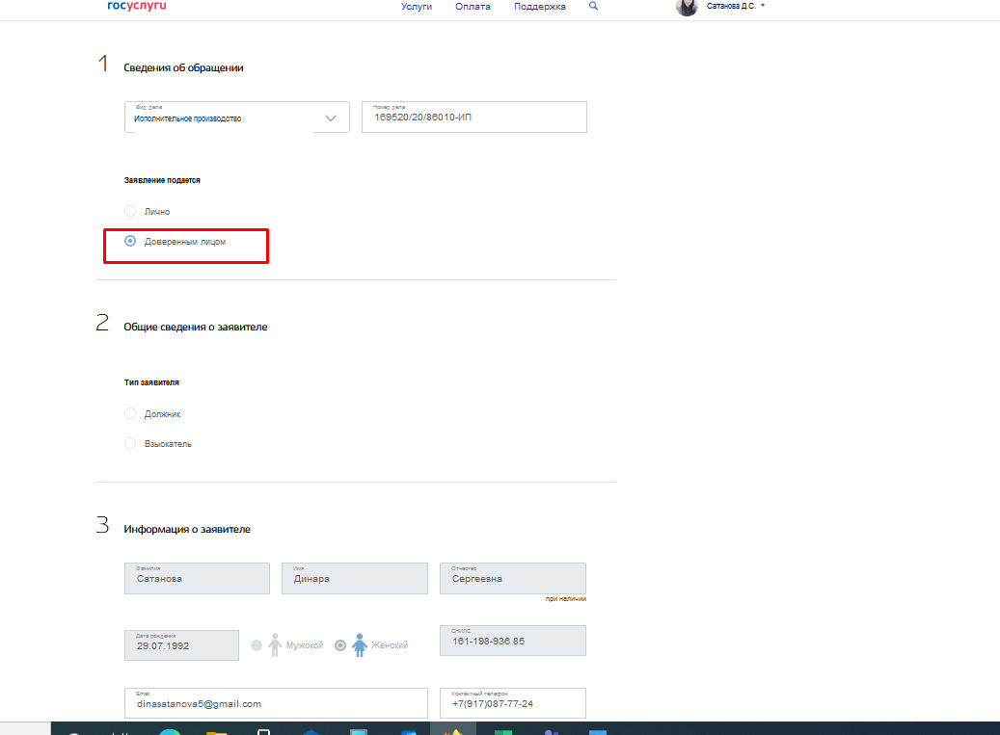 госуслуги Услуги Оплата Поддержка Сатанова Д.С.
1 Сведения об обращении
Вид дела Номер дела
Исполнительное производство 169520/20/86010-ИП
Заявление подается
Лично
Доверенным лицом
2 Общие сведения о заявителе
Тип заявителя
Должник
Взыскатель
3 Информация о заявителе
Фамилия Имя Отчество
Сатанова Динара Сергеевна
при наличии
Дата рождения СНИЛС
29.07.1992 Мужской Женский 161-198-936 85
Email Контактный телефон
dinasatanova5@gmail.com +7(917)087-77-24